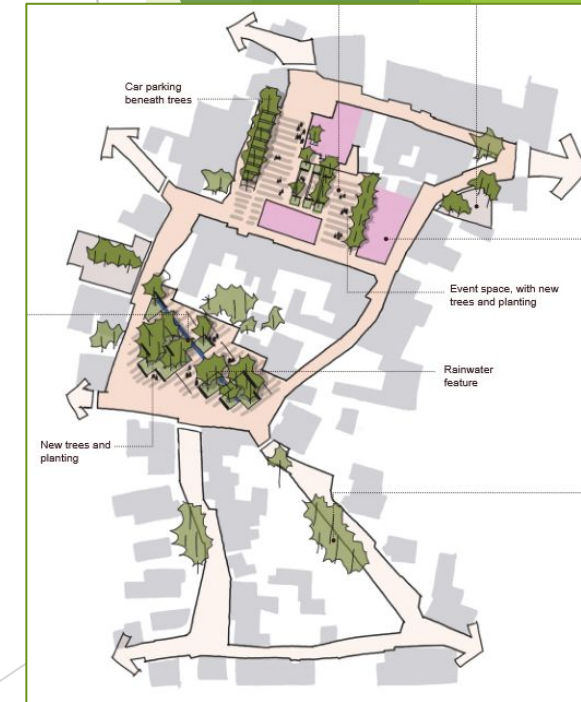 Car parking
beneath trees
Event space, with new
trees and planting
Rainwater
feature
New trees and
planting